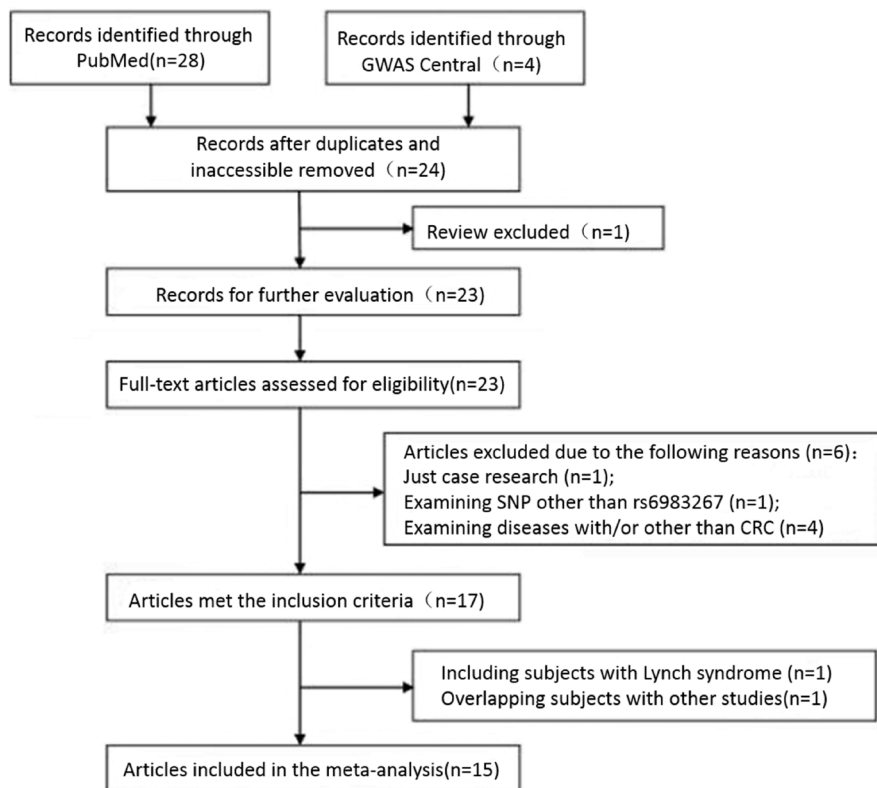 Records identified through
PubMed(n=28)
Records identified through
GWAS Central（n=4）
Records after duplicates and
inaccessible removed（n=24）
Review excluded（n=1）
Records for further evaluation（n=23）
Full-text articles assessed for eligibility(n=23)
Articles excluded due to the following reasons (n=6)：
Just case research (n=1);
Examining SNP other than rs6983267 (n=1);
Examining diseases with/or other than CRC (n=4)
Articles met the inclusion criteria（n=17）
Including subjects with Lynch syndrome (n=1)
Overlapping subjects with other studies(n=1)
Articles included in the meta-analysis(n=15)